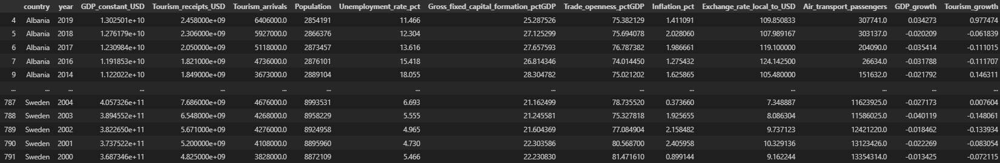 country year GDP_constant_USD Tourism_receipts_USD Tourism_arrivals Population Unemployment_rate_pct Gross_fixed_capital_formation_pctGDP Trade_openness_pctGDP Inflation_pct Exchange_rate_local_to_USD Air_transport_passengers GDP_growth Tourism_growth
4 Albania 2019 1.302501e+10 2.458000e+09 6406000.0 2854191 11.466 25.287526 75.382129 1.411091 109.850833 307741.0 0.034273 0.977474
5 Albania 2018 1.276179e+10 2.306000e+09 5927000.0 2866376 12.304 27.125299 75.694078 2.028060 107.989167 303137.0 -0.020209 -0.061839
6 Albania 2017 1.230984e+10 2.050000e+09 5118000.0 2873457 13.616 27.657593 76.787382 1.986661 119.100000 204090.0 -0.035414 -0.111015
7 Albania 2016 1.191853e+10 1.821000e+09 4736000.0 2876101 15.418 26.814346 74.014450 1.275432 124.142500 26634.0 -0.031788 -0.111707
9 Albania 2014 1.122022e+10 1.849000e+09 3673000.0 2889104 18.055 28.304782 75.021202 1.625865 105.480000 151632.0 -0.021792 0.146311
... ... ... ... ... ... ... ... ... ... ... ... ... ... ...
787 Sweden 2004 4.057326e+11 7.686000e+09 4676000.0 8993531 6.693 21.162499 78.735520 0.373660 7.348887 11623925.0 -0.027173 0.007604
788 Sweden 2003 3.894552e+11 6.548000e+09 4268000.0 8958229 5.555 21.245581 75.327818 1.925655 8.086304 11586025.0 -0.040119 -0.148061
789 Sweden 2002 3.822650e+11 5.671000e+09 4276000.0 8924958 4.965 21.604369 77.084904 2.158482 9.737123 12421220.0 -0.018462 -0.133934
790 Sweden 2001 3.737522e+11 5.200000e+09 4108000.0 8895960 4.730 22.303586 80.568700 2.405958 10.329136 13123426.0 -0.022269 -0.083054
791 Sweden 2000 3.687346e+11 4.825000e+09 3828000.0 8872109 5.466 22.230830 81.471610 0.899144 9.162244 13354314.0 -0.013425 -0.072115